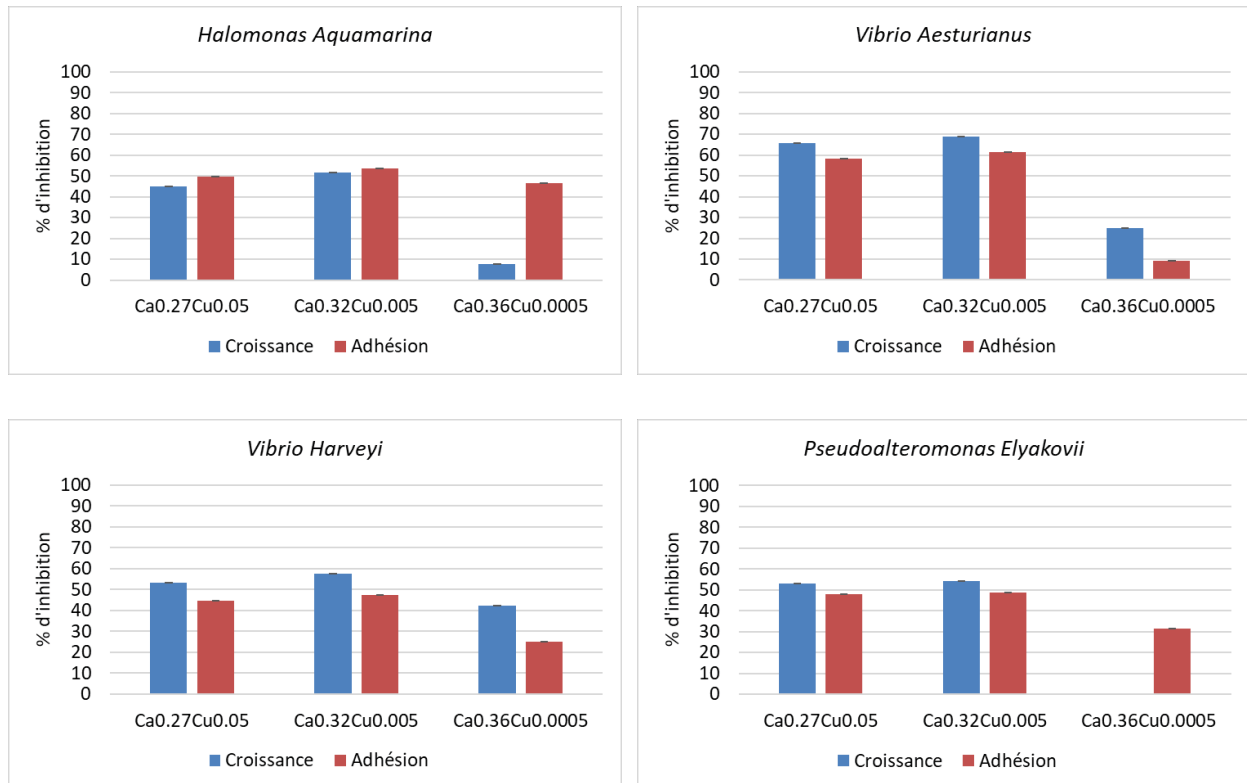 Halomonas Aquamarina
% d'inhibition
100
90
80
70
60
50
40
30
20
10
0
Ca0.27Cu0.05 Ca0.32Cu0.005 Ca0.36Cu0.0005
Croissance Adhésion
Vibrio Aesturianus
% d'inhibition
100
90
80
70
60
50
40
30
20
10
0
Ca0.27Cu0.05 Ca0.32Cu0.005 Ca0.36Cu0.0005
Croissance Adhésion
Vibrio Harveyi
% d'inhibition
100
90
80
70
60
50
40
30
20
10
0
Ca0.27Cu0.05 Ca0.32Cu0.005 Ca0.36Cu0.0005
Croissance Adhésion
Pseudoalteromonas Elyakovii
% d'inhibition
100
90
80
70
60
50
40
30
20
10
0
Ca0.27Cu0.05 Ca0.32Cu0.005 Ca0.36Cu0.0005
Croissance Adhésion